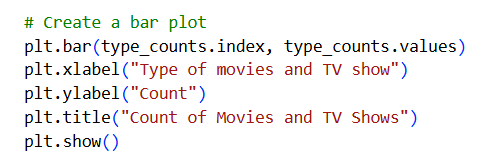 # Create a bar plot
plt.bar(type_counts.index, type_counts.values)
plt.xlabel("Type of movies and TV show")
plt.ylabel("Count")
plt.title("Count of Movies and TV Shows")
plt.show()